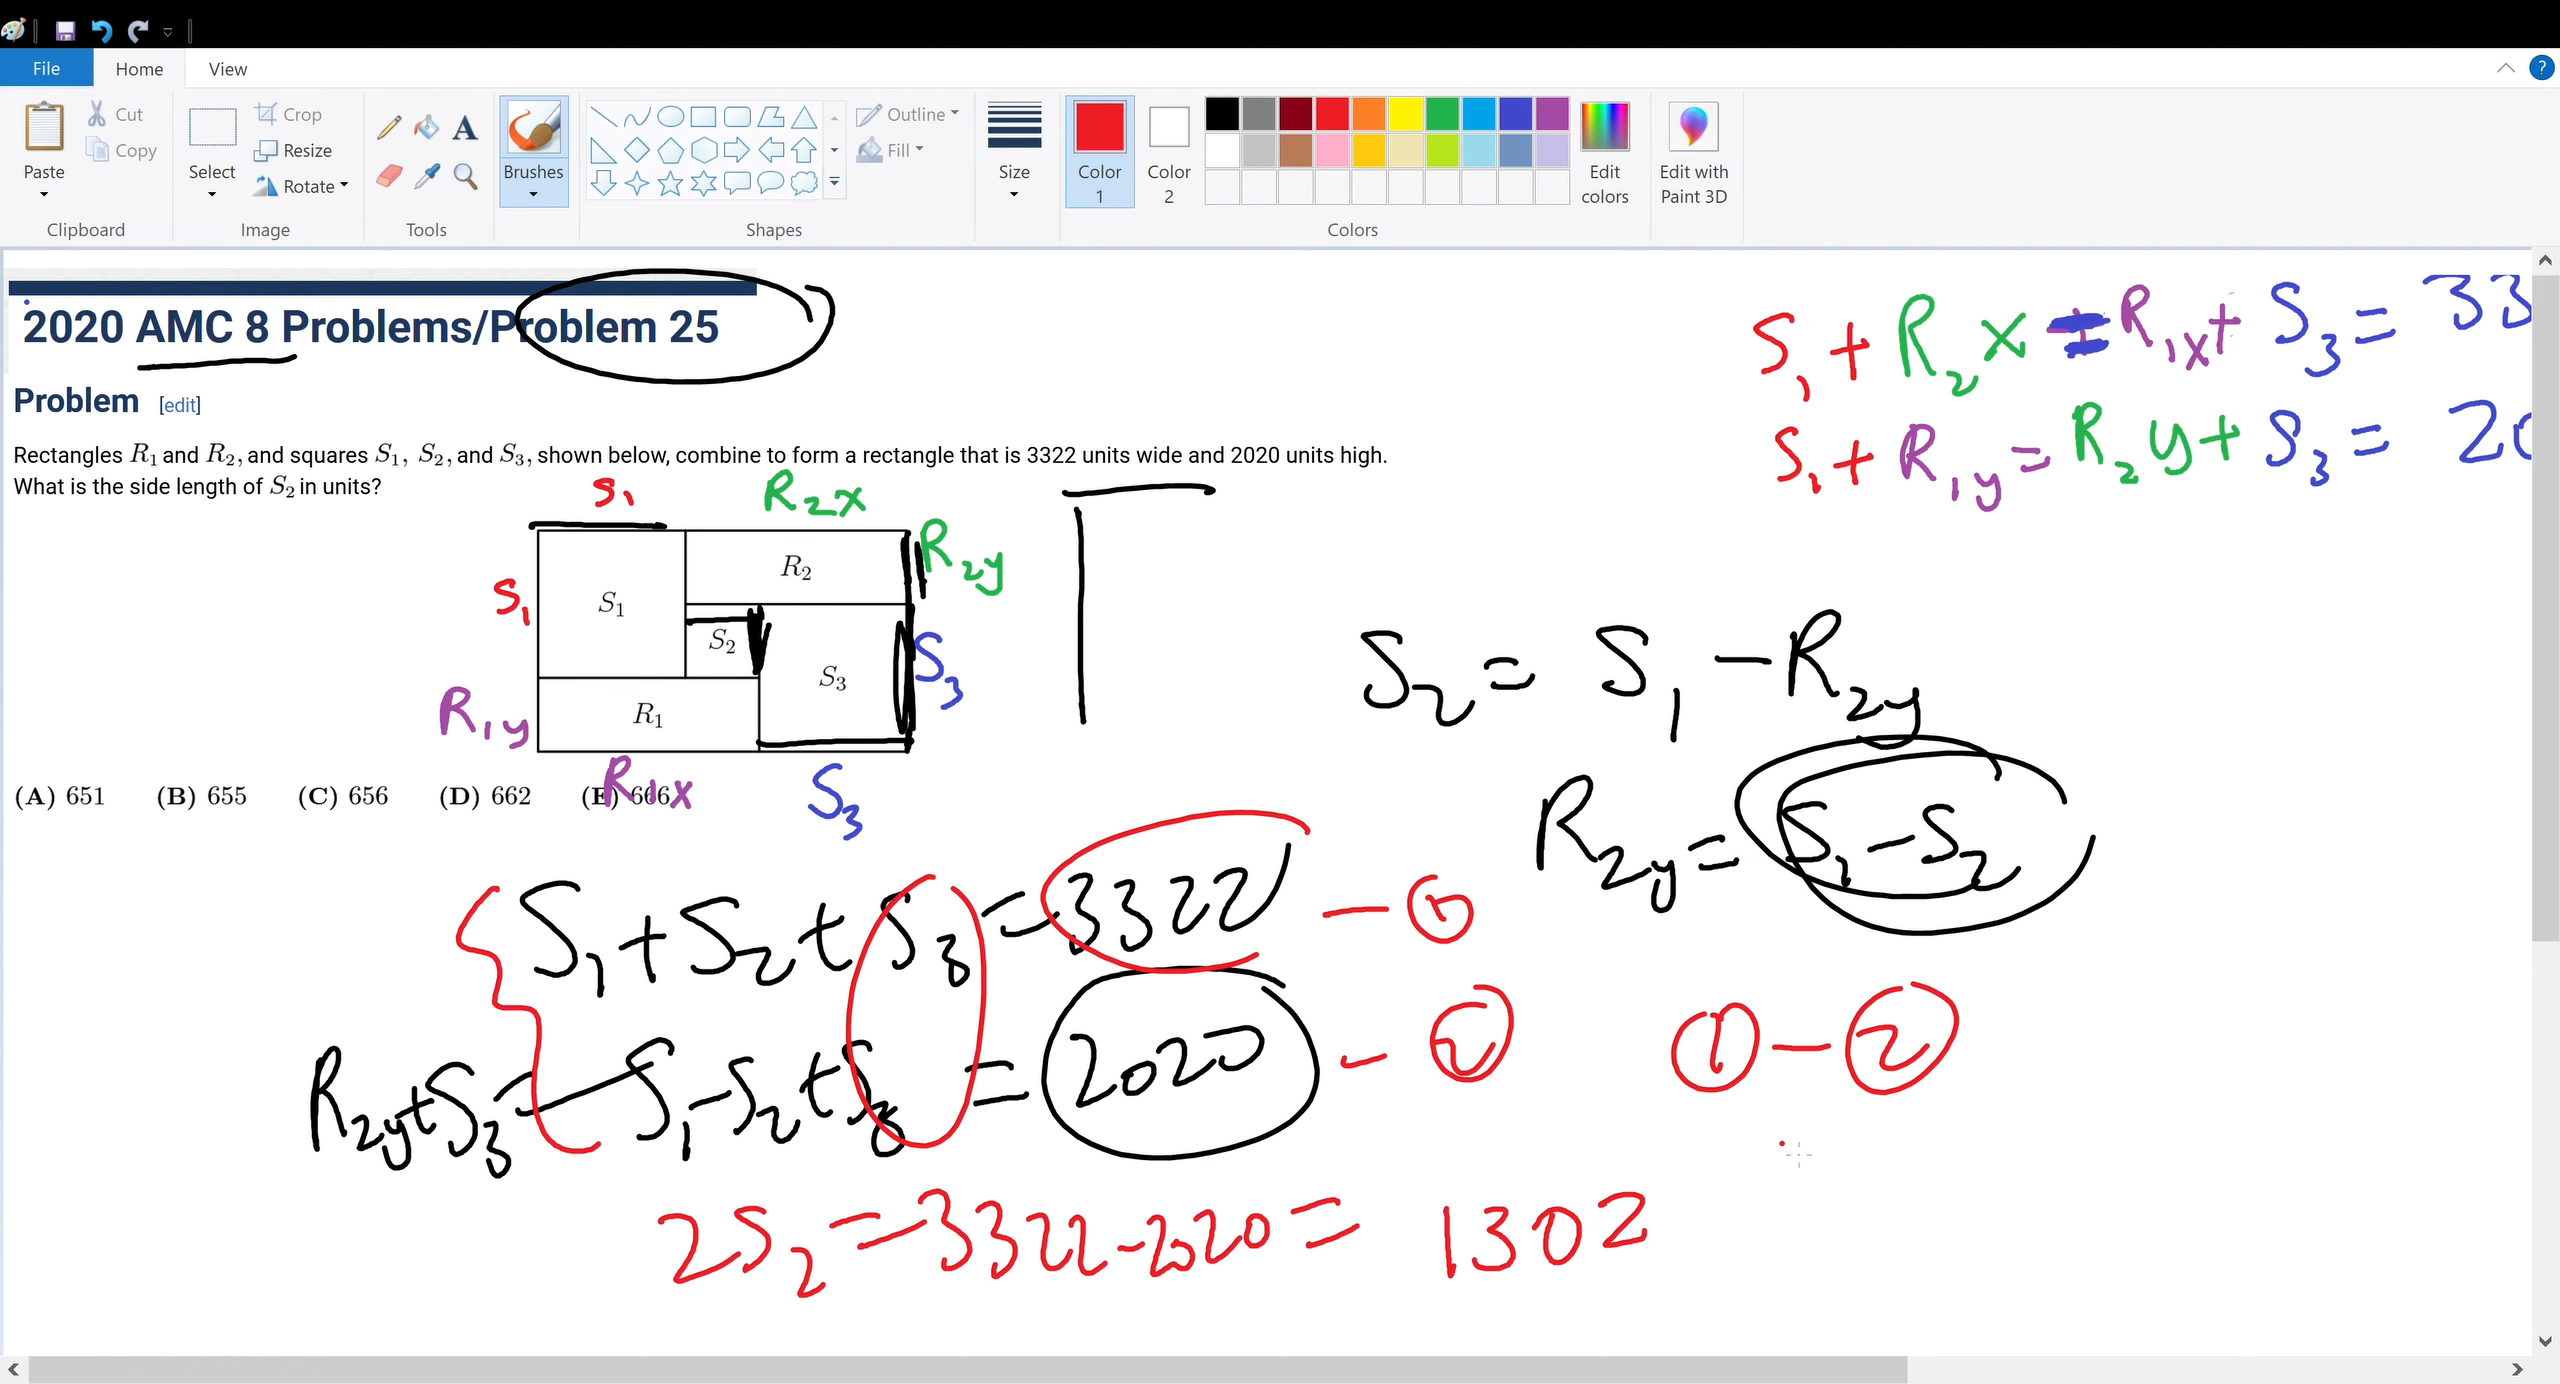 File Home View
Paste Cut Copy Clipboard
Select Crop Resize Rotate Image
A Tools
Brushes
Shapes Outline Fill
Size
Color 1 Color 2 Colors
Edit colors
Edit with Paint 3D
?
2020 AMC 8 Problems/Problem 25
S₁ + R₂x = R₁x + S₃ = 33
S₁ + R₁y = R₂y + S₃ = 20
Problem [edit]
Rectangles R₁ and R₂, and squares S₁, S₂, and S₃, shown below, combine to form a rectangle that is 3322 units wide and 2020 units high.
What is the side length of S₂ in units?
S₁ R₂x
R₂y
R₂
S₁ S₁
S₂ S₃
S₃
R₁y R₁
R₁x S₃
S₂ = S₁ - R₂y
R₂y = S₁ - S₂
(A) 651 (B) 655 (C) 656 (D) 662 (E) 666
S₁ + S₂ + S₃ = 3322 - ①
R₂y + S₃ = S₁ - S₂ + S₃ = 2020 - ②
① - ②
2S₂ = 3322 - 2020 = 1302